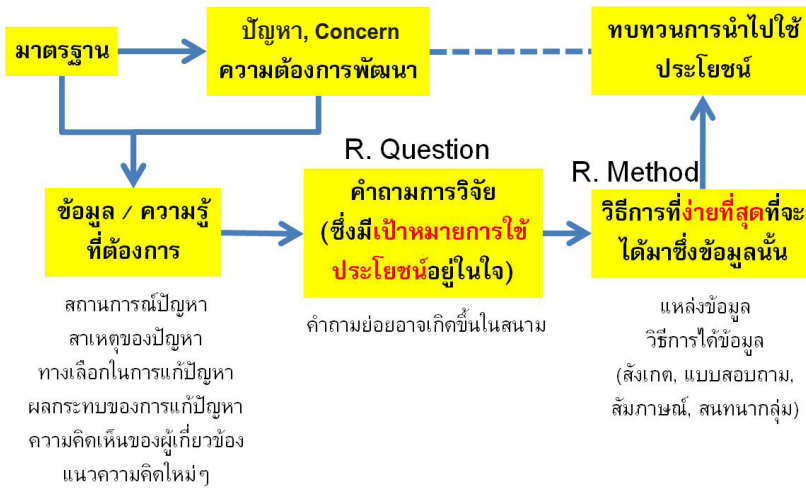 มาตรฐาน
ปัญหา, Concern
ความต้องการพัฒนา
ทบทวนการนำไปใช้
ประโยชน์
R. Question
R. Method
ข้อมูล / ความรู้
ที่ต้องการ
คำถามการวิจัย
(ซึ่งมีเป้าหมายการใช้
ประโยชน์อยู่ในใจ)
วิธีการที่ง่ายที่สุดที่จะ
ได้มาซึ่งข้อมูลนั้น
สถานการณ์ปัญหา
สาเหตุของปัญหา
ทางเลือกในการแก้ปัญหา
ผลกระทบของการแก้ปัญหา
ความคิดเห็นของผู้เกี่ยวข้อง
แนวความคิดใหม่ๆ
คำถามย่อยอาจเกิดขึ้นในสนาม
แหล่งข้อมูล
วิธีการได้ข้อมูล
(สังเกต, แบบสอบถาม,
สัมภาษณ์, สนทนากลุ่ม)